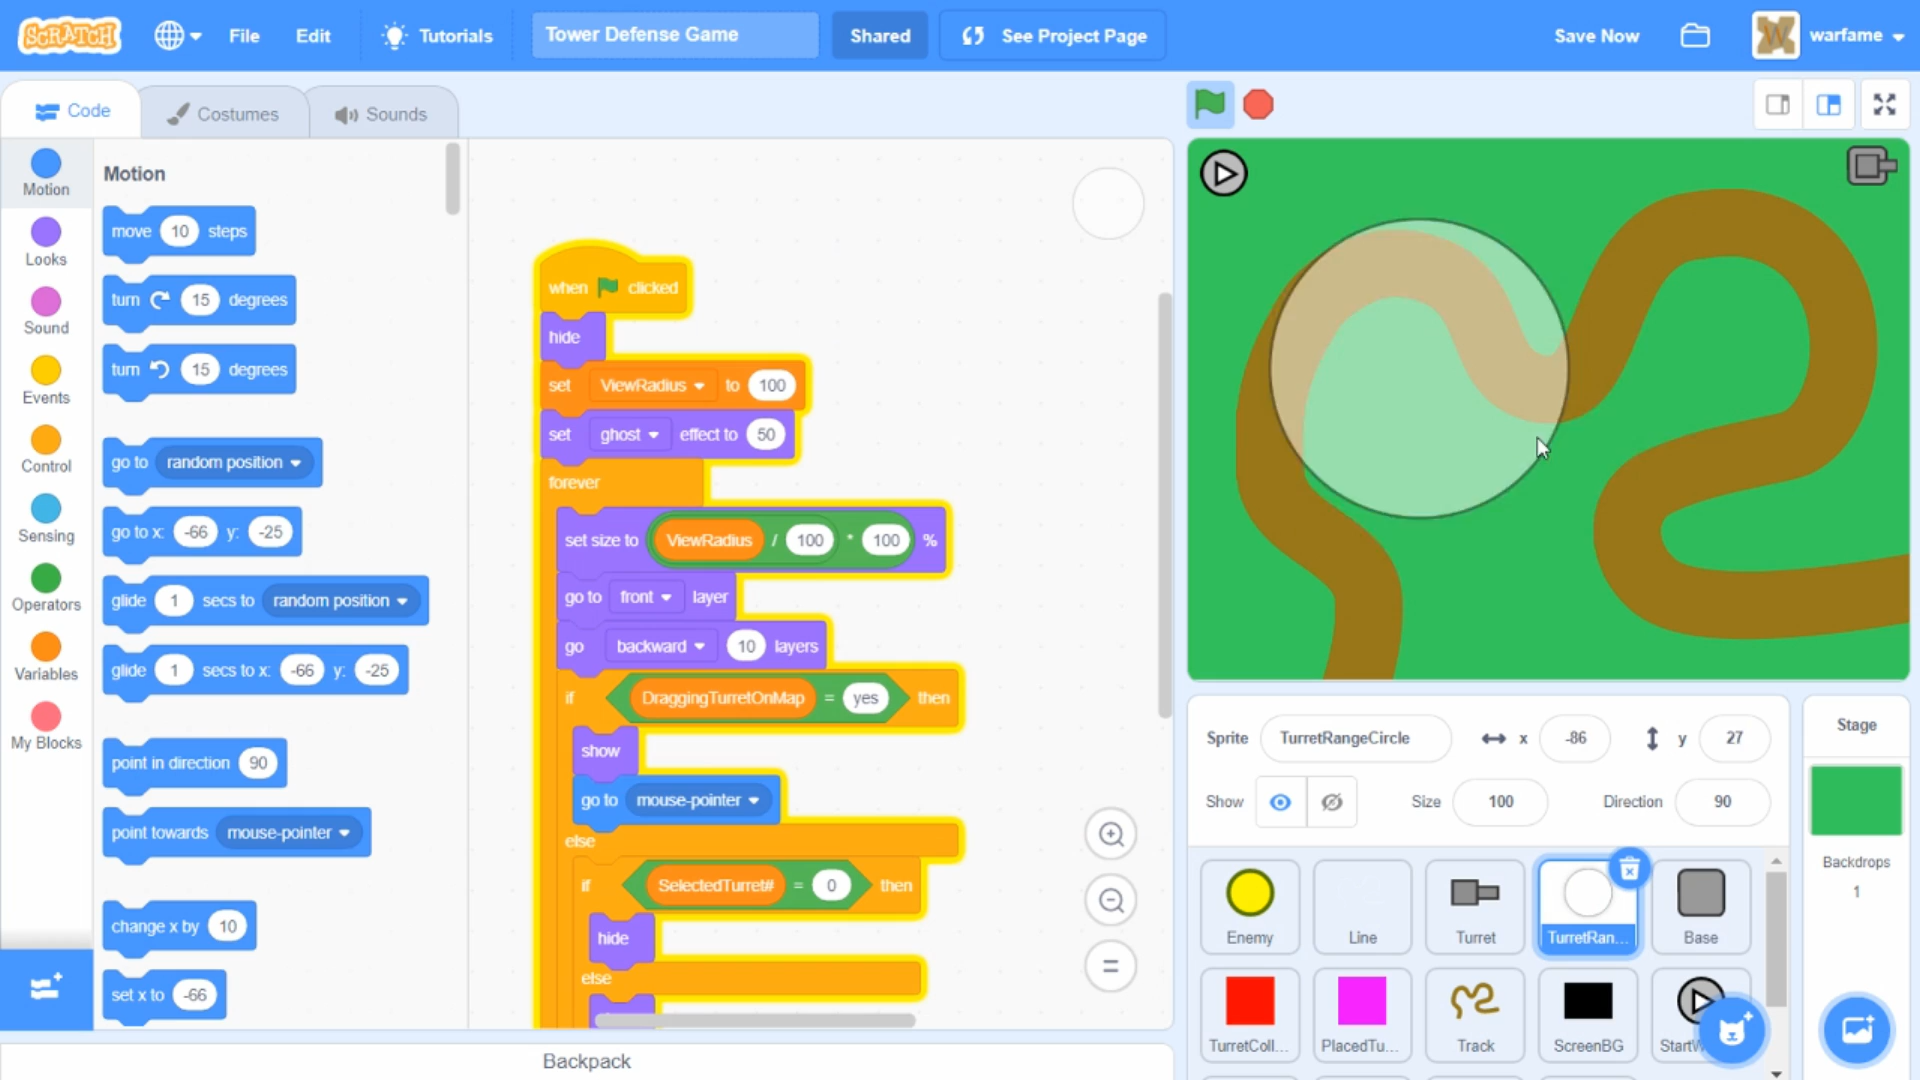 SCRATCH File Edit Tutorials Tower Defense Game Shared See Project Page Save Now warfame
Code Costumes Sounds
Motion
Looks
Sound
Events
Control
Sensing
Operators
Variables
My Blocks
Motion
move 10 steps
turn 15 degrees
turn 15 degrees
go to random position
go to x: -66 y: -25
glide 1 secs to random position
glide 1 secs to x: -66 y: -25
point in direction 90
point towards mouse-pointer
change x by 10
set x to -66
when clicked
hide
set ViewRadius to 100
set ghost effect to 50
forever
set size to ViewRadius / 100 * 100 %
go to front layer
go backward 10 layers
if DraggingTurretOnMap = yes then
show
go to mouse-pointer
else
if SelectedTurret# = 0 then
hide
else
Backpack
Sprite TurretRangeCircle x -86 y 27
Show Size 100 Direction 90
Enemy Line Turret TurretRan... Base
TurretColl... PlacedTu... Track ScreenBG StartW
Stage
Backdrops
1